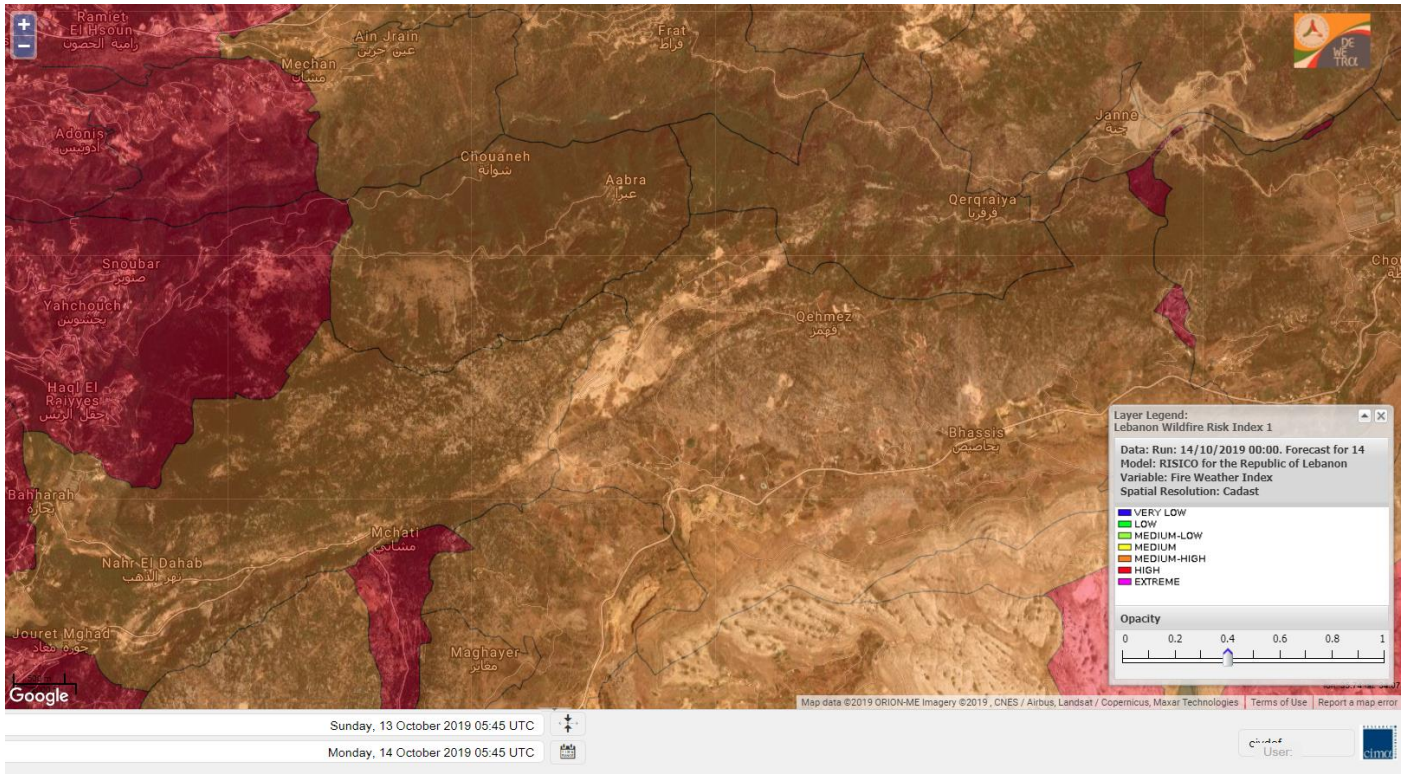 +
−
Ramiet
El Hsoun
رامية الحصون
Ain Jrain
عين جرين
Frat
فراط
Mechan
مشان
DE
WE
TRA
Janne
جنة
Adonis
أدونيس
Chouaneh
شوانة
Aabra
عبرا
Qerqraiya
قرقريا
Snoubar
صنوبر
Yahchouch
يحشوش
Qehmez
قهمز
Haql El
Raiyyes
حقل الريس
Bhassis
بحاصيص
Bahharah
بحارة
Mchati
مشاتي
Nahr El Dahab
نهر الذهب
Jouret Mghad
جورة مغاد
Maghayer
مغاير
Layer Legend:
Lebanon Wildfire Risk Index 1
Data: Run: 14/10/2019 00:00. Forecast for 14
Model: RISICO for the Republic of Lebanon
Variable: Fire Weather Index
Spatial Resolution: Cadast
VERY LOW
LOW
MEDIUM-LOW
MEDIUM
MEDIUM-HIGH
HIGH
EXTREME
Opacity
0 0.2 0.4 0.6 0.8 1
Google
Map data ©2019 ORION-ME Imagery ©2019 , CNES / Airbus, Landsat / Copernicus, Maxar Technologies
Terms of Use
Report a map error
Sunday, 13 October 2019 05:45 UTC
Monday, 14 October 2019 05:45 UTC
User:
cima